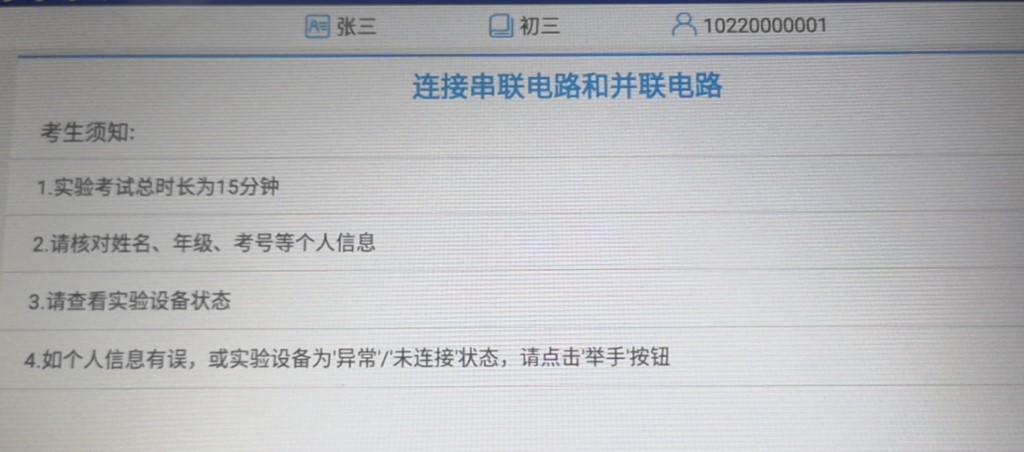 张三 初三 10220000001
连接串联电路和并联电路
考生须知:
1.实验考试总时长为15分钟
2.请核对姓名、年级、考号等个人信息
3.请查看实验设备状态
4.如个人信息有误，或实验设备为'异常'/'未连接'状态，请点击'举手'按钮